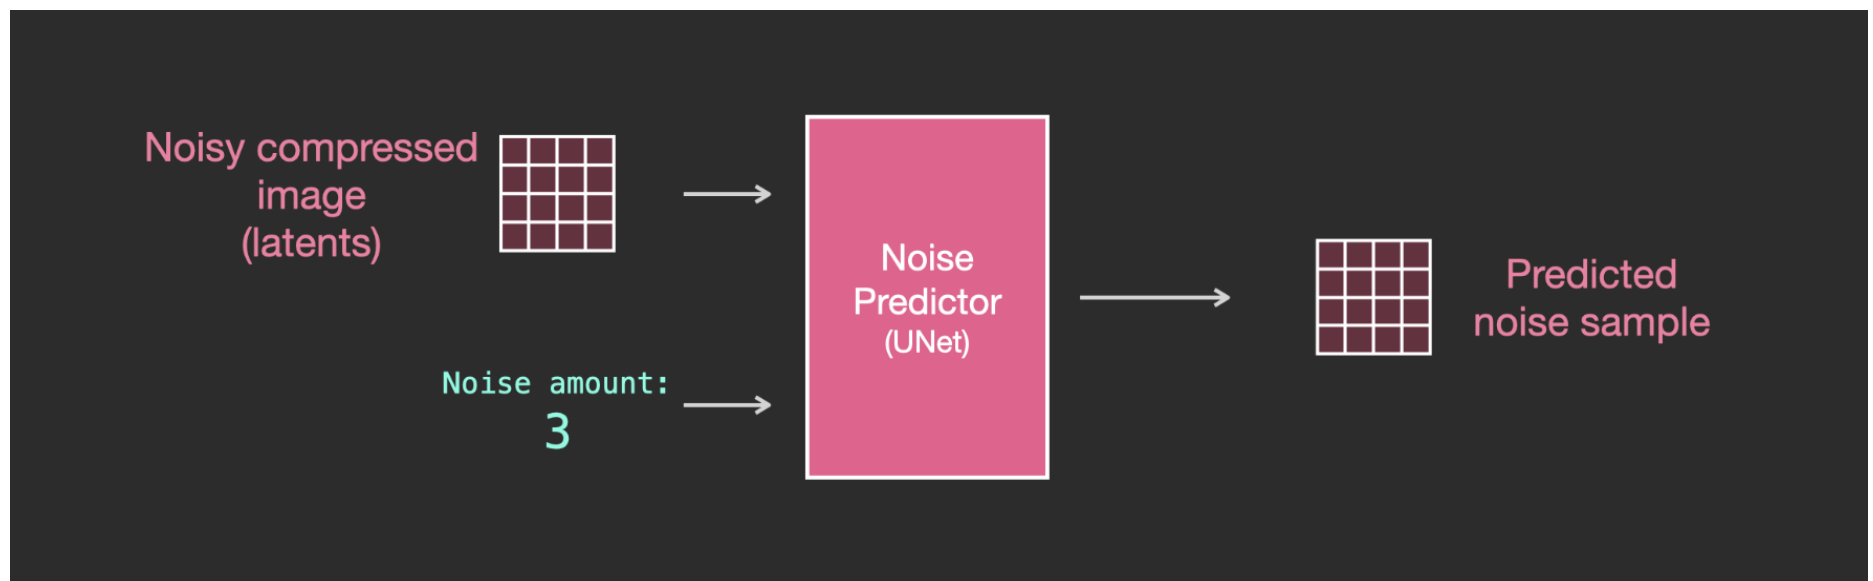 Noisy compressed
image
(latents)
Noise amount:
3
Noise
Predictor
(UNet)
Predicted
noise sample